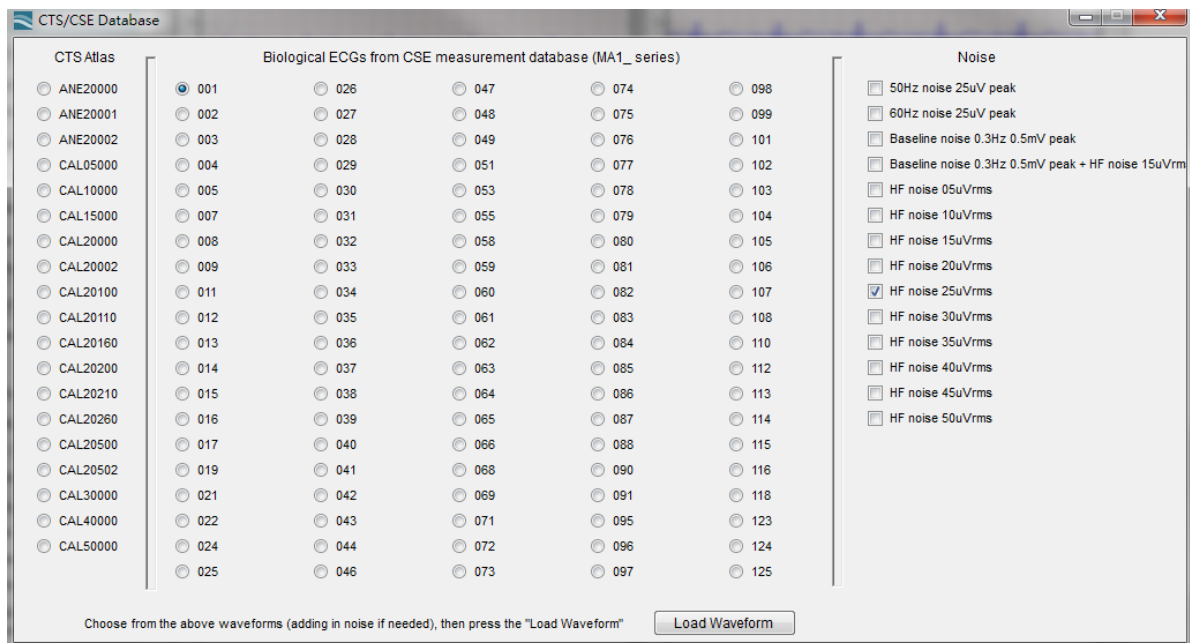 CTS/CSE Database
CTS Atlas Biological ECGs from CSE measurement database (MA1_ series) Noise
ANE20000 001 026 047 074 098 50Hz noise 25uV peak
ANE20001 002 027 048 075 099 60Hz noise 25uV peak
ANE20002 003 028 049 076 101 Baseline noise 0.3Hz 0.5mV peak
CAL05000 004 029 051 077 102 Baseline noise 0.3Hz 0.5mV peak + HF noise 15uVrm
CAL10000 005 030 053 078 103 HF noise 05uVrms
CAL15000 007 031 055 079 104 HF noise 10uVrms
CAL20000 008 032 058 080 105 HF noise 15uVrms
CAL20002 009 033 059 081 106 HF noise 20uVrms
CAL20100 011 034 060 082 107 HF noise 25uVrms
CAL20110 012 035 061 083 108 HF noise 30uVrms
CAL20160 013 036 062 084 110 HF noise 35uVrms
CAL20200 014 037 063 085 112 HF noise 40uVrms
CAL20210 015 038 064 086 113 HF noise 45uVrms
CAL20260 016 039 065 087 114 HF noise 50uVrms
CAL20500 017 040 066 088 115
CAL20502 019 041 068 090 116
CAL30000 021 042 069 091 118
CAL40000 022 043 071 095 123
CAL50000 024 044 072 096 124
025 046 073 097 125
Choose from the above waveforms (adding in noise if needed), then press the "Load Waveform" Load Waveform